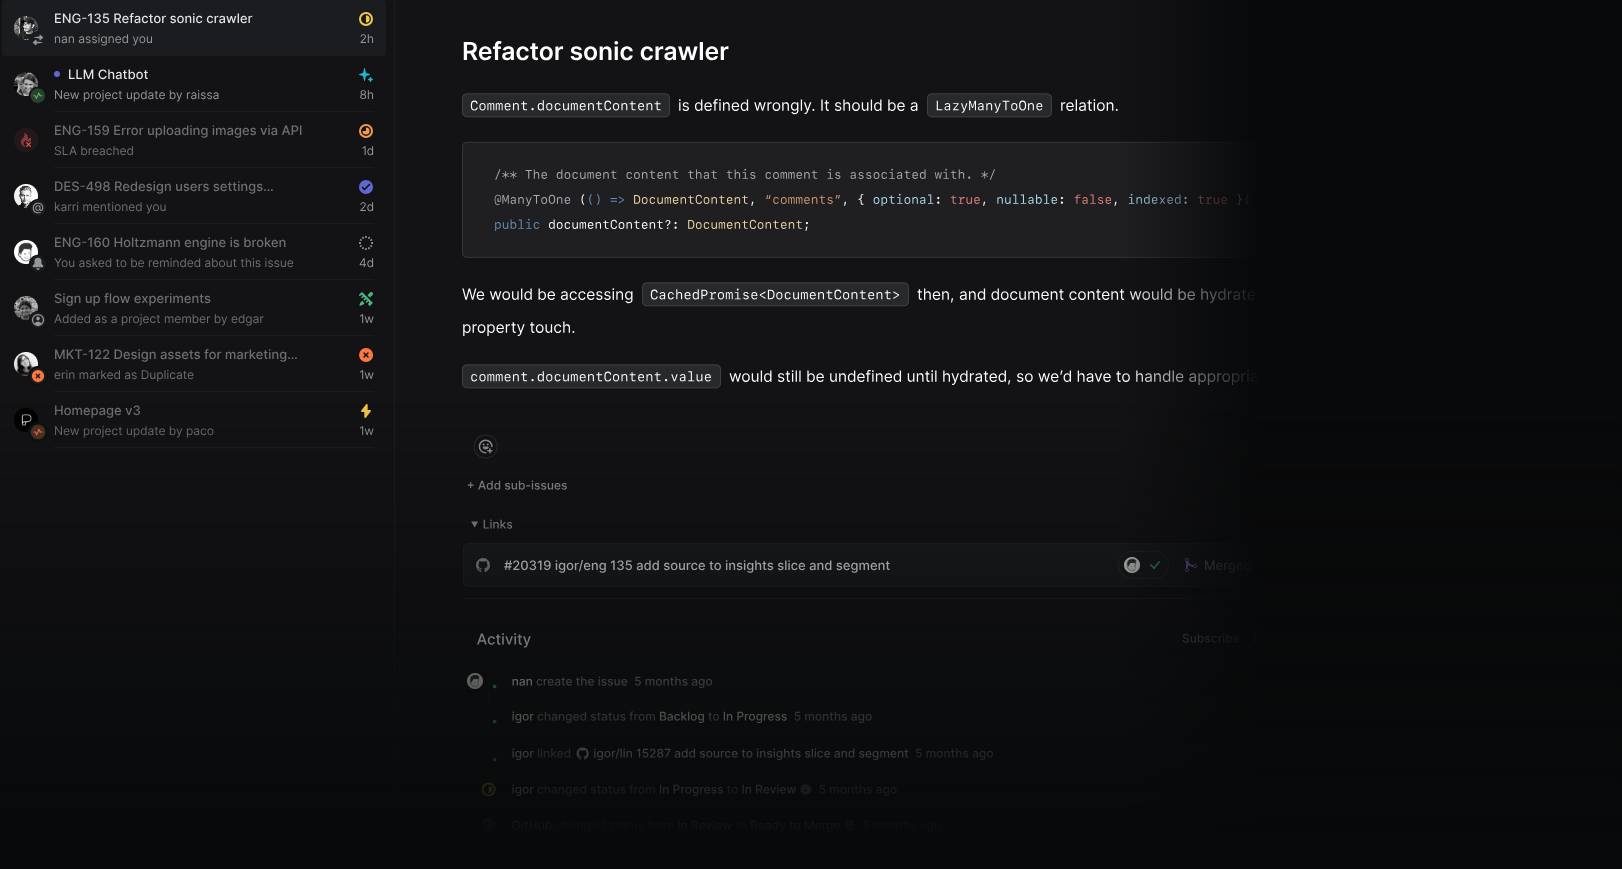 ENG-135 Refactor sonic crawler
nan assigned you 2h
LLM Chatbot
New project update by raissa 8h
ENG-159 Error uploading images via API
SLA breached 1d
DES-498 Redesign users settings...
karri mentioned you 2d
ENG-160 Holtzmann engine is broken
You asked to be reminded about this issue 4d
Sign up flow experiments
Added as a project member by edgar 1w
MKT-122 Design assets for marketing...
erin marked as Duplicate 1w
Homepage v3
New project update by paco 1w
Refactor sonic crawler
Comment.documentContent is defined wrongly. It should be a LazyManyToOne relation.
/** The document content that this comment is associated with. */
@ManyToOne (() => DocumentContent, “comments”, { optional: true, nullable: false, indexed: true }
public documentContent?: DocumentContent;
We would be accessing CachedPromise<DocumentContent> then, and document content would be hydrate
property touch.
comment.documentContent.value would still be undefined until hydrated, so we’d have to handle appropria
+ Add sub-issues
Links
#20319 igor/eng 135 add source to insights slice and segment Merged
Activity Subscribe
nan create the issue 5 months ago
igor changed status from Backlog to In Progress 5 months ago
igor linked igor/lin 15287 add source to insights slice and segment 5 months ago
igor changed status from In Progress to In Review 5 months ago
GitHub changed status from In Review to Ready to Merge 5 months ago